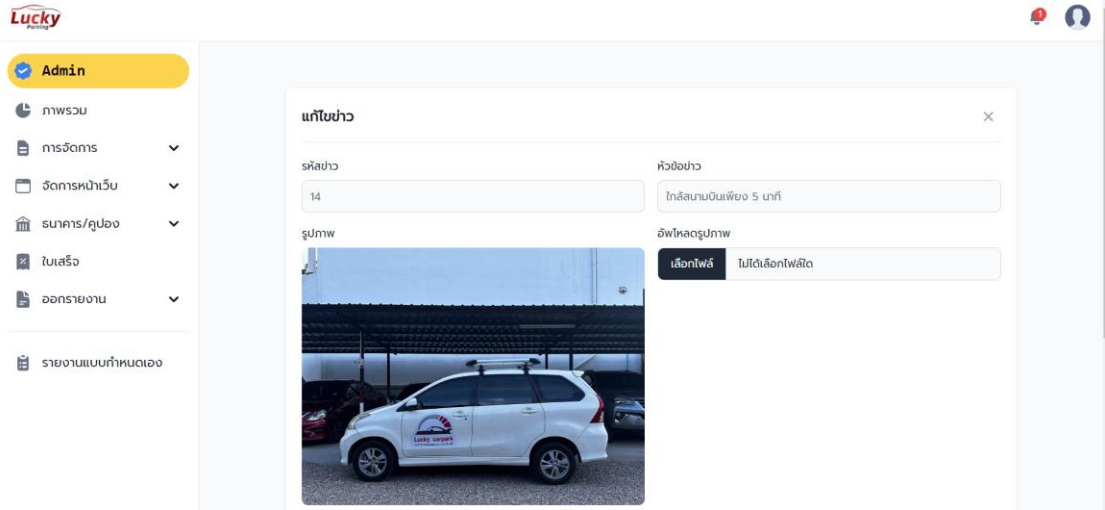 Lucky
Parking
1
Admin
ภาพรวม
การจัดการ
จัดการหน้าเว็บ
ธนาคาร/คูปอง
ใบเสร็จ
ออกรายงาน
รายงานแบบกำหนดเอง
แก้ไขข่าว
รหัสข่าว
หัวข้อข่าว
14
ใกล้สนามบินเพียง 5 นาที
รูปภาพ
อัพโหลดรูปภาพ
เลือกไฟล์ ไม่ได้เลือกไฟล์ใด
Lucky carpark